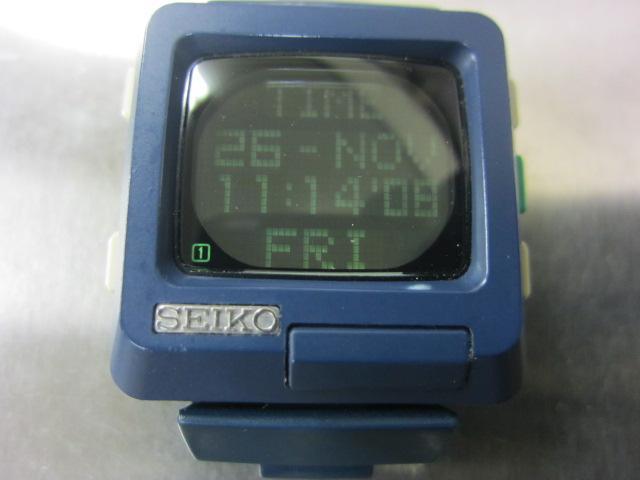 TIME
26-NOV
11:14'08
FRI
1
SEIKO